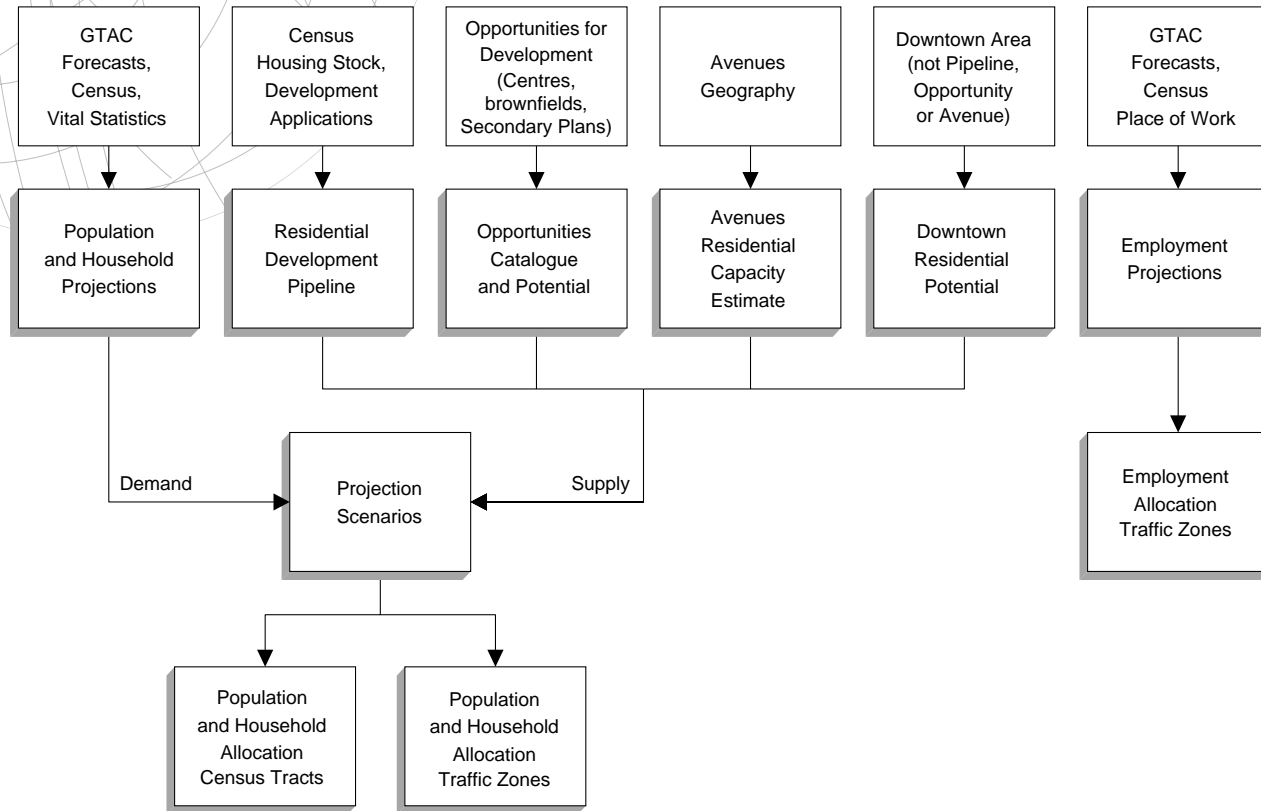 GTAC
Forecasts,
Census,
Vital Statistics
Census
Housing Stock,
Development
Applications
Opportunities for
Development
(Centres,
brownfields,
Secondary Plans)
Avenues
Geography
Downtown Area
(not Pipeline,
Opportunity
or Avenue)
GTAC
Forecasts,
Census
Place of Work
Population
and Household
Projections
Residential
Development
Pipeline
Opportunities
Catalogue
and Potential
Avenues
Residential
Capacity
Estimate
Downtown
Residential
Potential
Employment
Projections
Demand
Projection
Scenarios
Supply
Employment
Allocation
Traffic Zones
Population
and Household
Allocation
Census Tracts
Population
and Household
Allocation
Traffic Zones